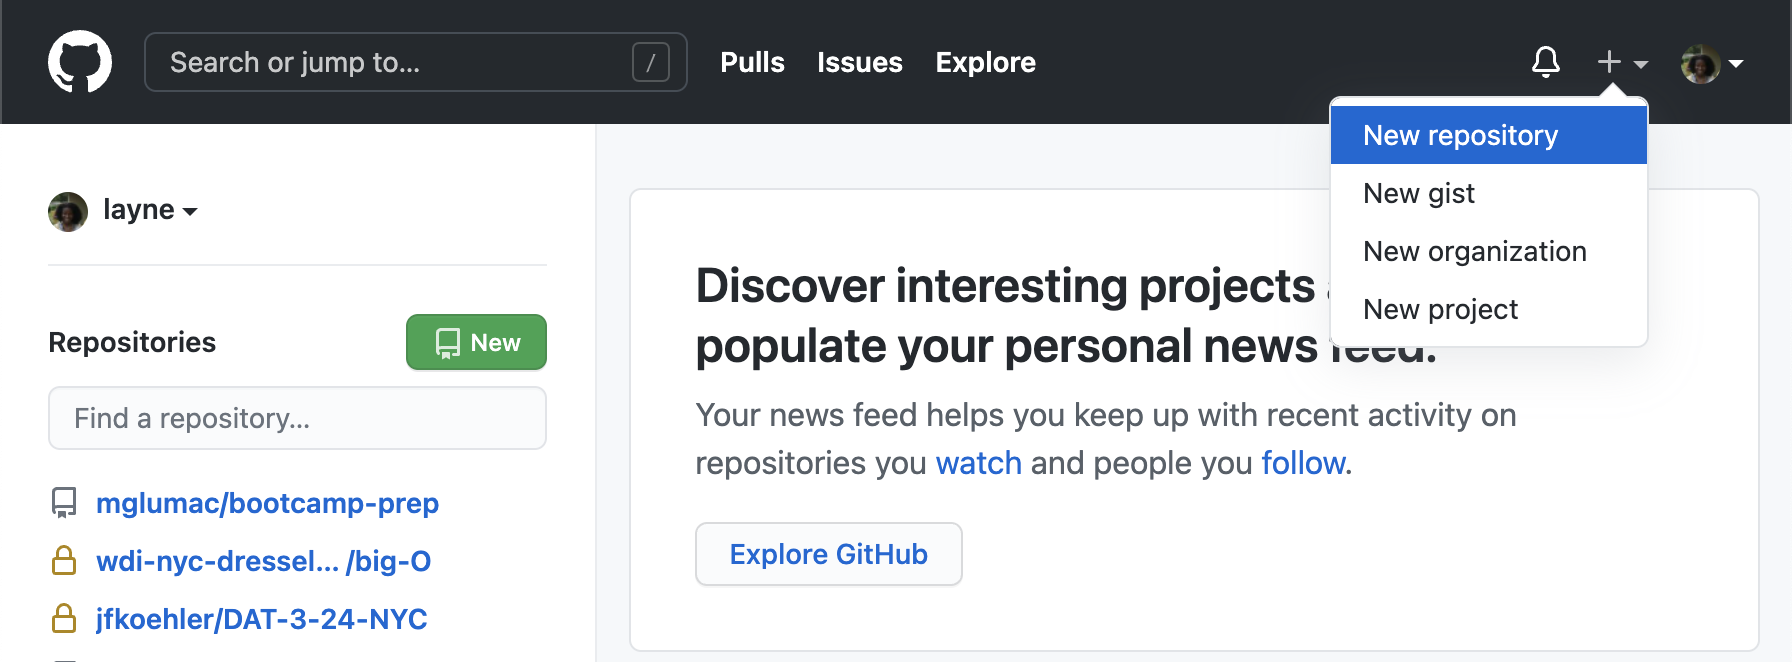 Search or jump to...
/
Pulls
Issues
Explore
New repository
New gist
New organization
New project
layne
Repositories
New
Find a repository...
mglumac/bootcamp-prep
wdi-nyc-dressel... /big-O
jfkoehler/DAT-3-24-NYC
Discover interesting projects
populate your personal news feed.
Your news feed helps you keep up with recent activity on
repositories you watch and people you follow.
Explore GitHub